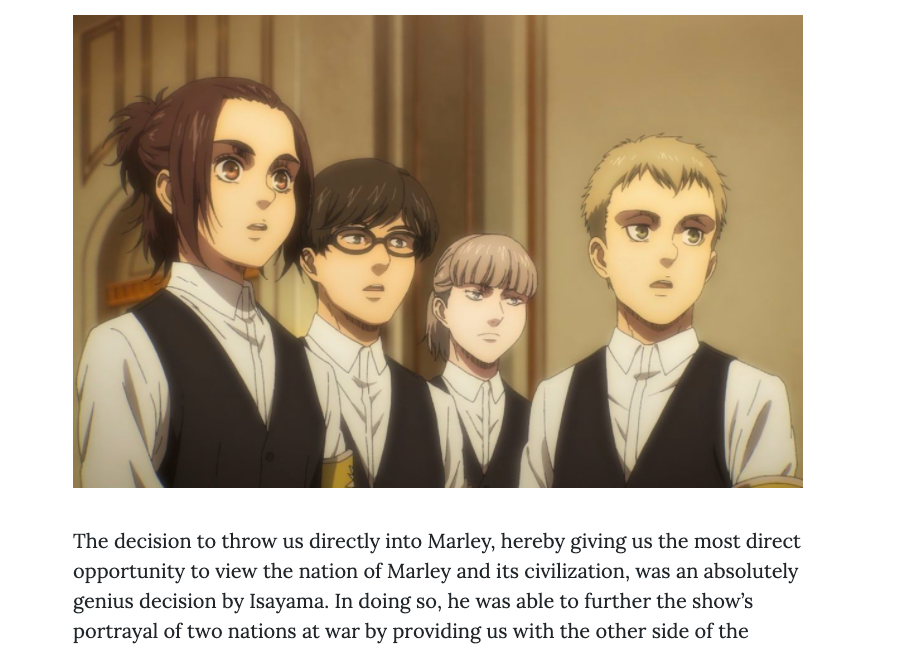 The decision to throw us directly into Marley, hereby giving us the most direct
opportunity to view the nation of Marley and its civilization, was an absolutely
genius decision by Isayama. In doing so, he was able to further the show’s
portrayal of two nations at war by providing us with the other side of the